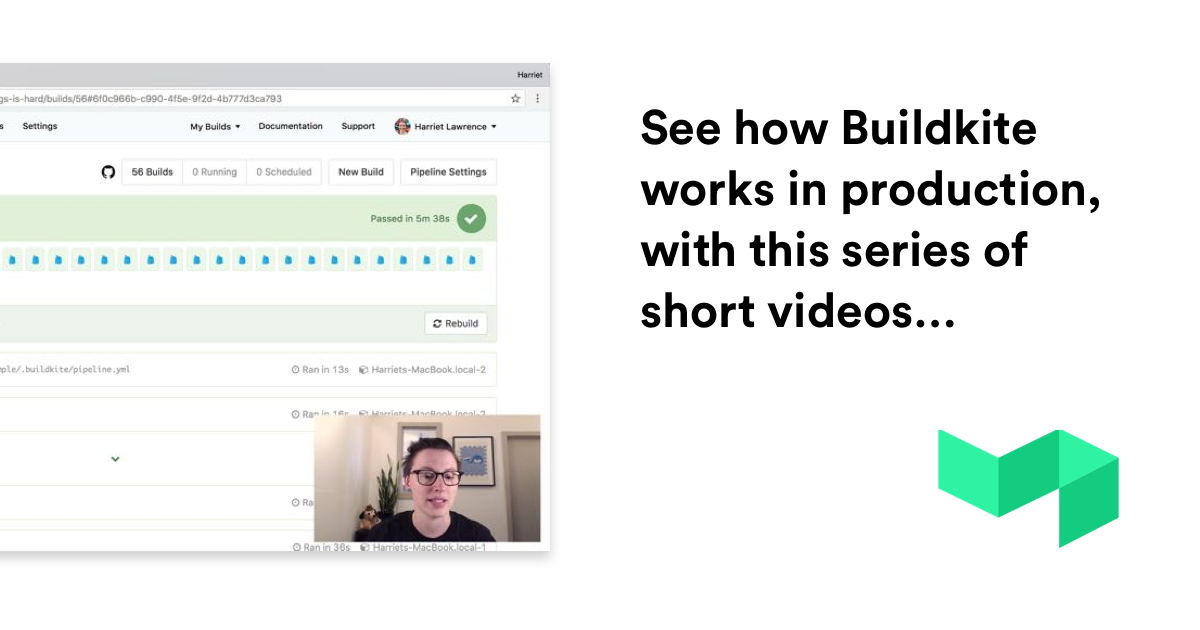 Harriet
gs-is-hard/builds/56#6f0c966b-c990-4f5e-9f2d-4b777d3ca793
s Settings My Builds Documentation Support Harriet Lawrence
56 Builds 0 Running 0 Scheduled New Build Pipeline Settings
Passed in 5m 38s
Rebuild
mple/.buildkite/pipeline.yml Ran in 13s Harriets-MacBook.local-2
Ran in 16s Harriets-MacBook.local-2
Ra
Ran in 36s Harriets-MacBook.local-1
See how Buildkite
works in production,
with this series of
short videos...